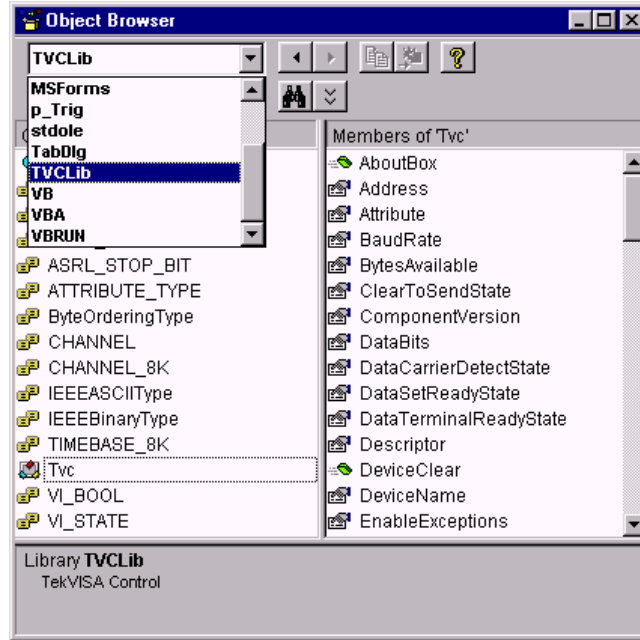 Object Browser
TVCLib
MSForms
p_Trig
stdole
TabDlg
TVCLib
VB
VBA
VBRUN
ASRL_STOP_BIT
ATTRIBUTE_TYPE
ByteOrderingType
CHANNEL
CHANNEL_8K
IEEEASCIIType
IEEEBinaryType
TIMEBASE_8K
Tvc
VI_BOOL
VI_STATE
Members of 'Tvc'
AboutBox
Address
Attribute
BaudRate
BytesAvailable
ClearToSendState
ComponentVersion
DataBits
DataCarrierDetectState
DataSetReadyState
DataTerminalReadyState
Descriptor
DeviceClear
DeviceName
EnableExceptions
Library TVCLib
TekVISA Control